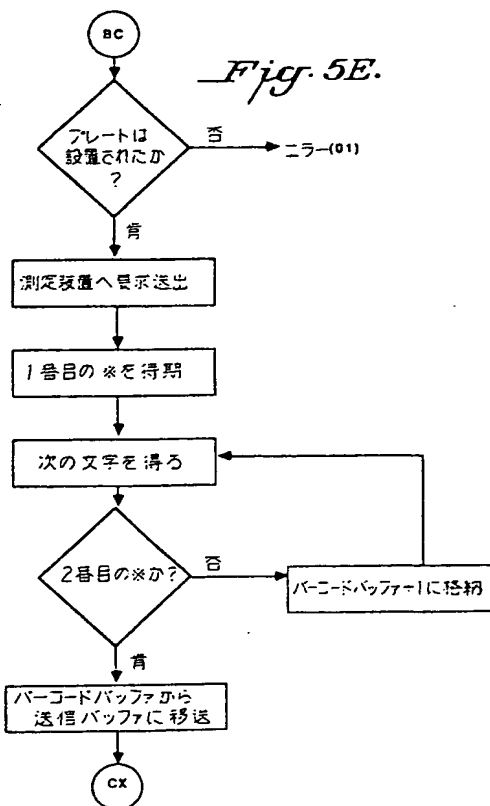 BC
Fig. 5E.
プレートは
設置されたか
?
否
エラー(01)
肯
測定装置へ要求送出
1番目の※を待期
次の文字を得る
2番目の※か?
否
バーコードバッファ-1に格納
肯
バーコードバッファから
送信バッファに移送
CX